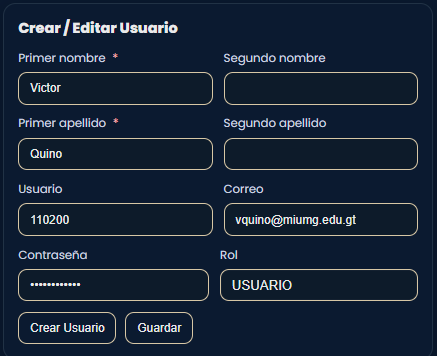 Crear / Editar Usuario
Primer nombre * Segundo nombre
Victor
Primer apellido * Segundo apellido
Quino
Usuario Correo
110200 vquino@miumg.edu.gt
Contraseña Rol
•••••••••••• USUARIO
Crear Usuario Guardar